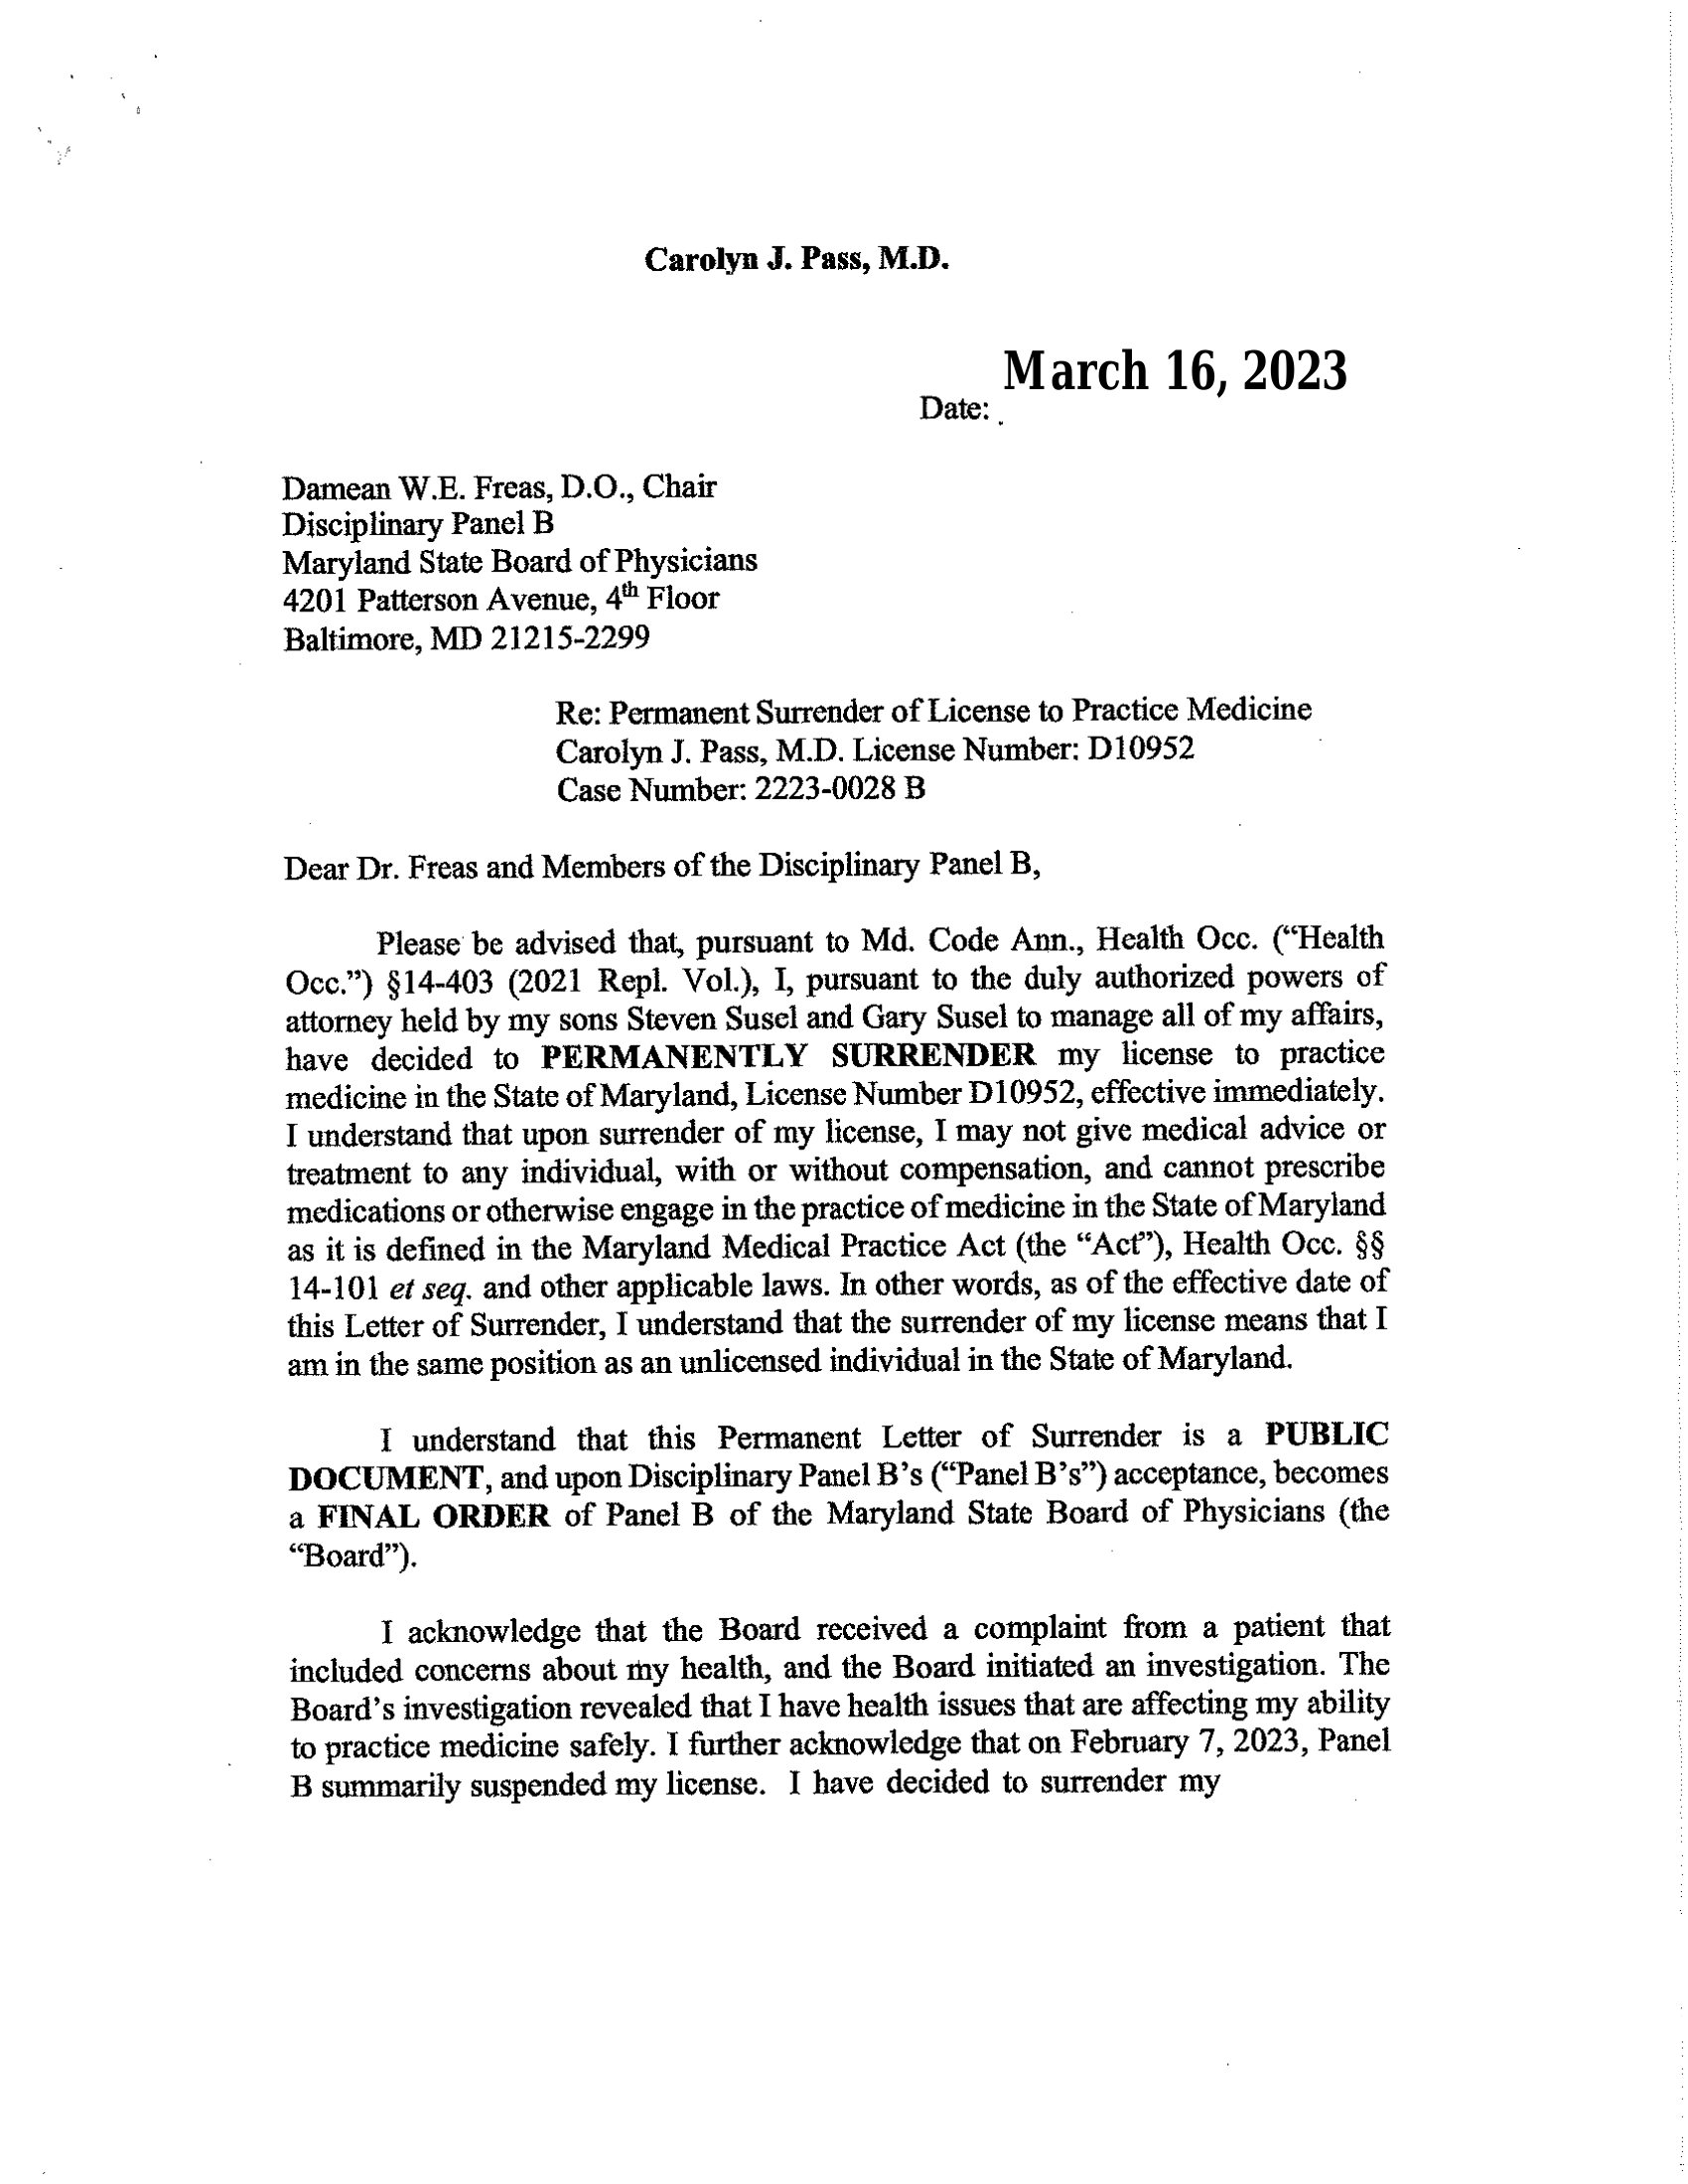 Carolyn J. Pass, M.D.
March 16, 2023
Date:
Damean W.E. Freas, D.O., Chair
Disciplinary Panel B
Maryland State Board of Physicians
4201 Patterson Avenue, 4th Floor
Baltimore, MD 21215-2299
Re: Permanent Surrender of License to Practice Medicine
Carolyn J. Pass, M.D. License Number: D10952
Case Number: 2223-0028 B
Dear Dr. Freas and Members of the Disciplinary Panel B,
Please be advised that, pursuant to Md. Code Ann., Health Occ. (“Health
Occ.”) §14-403 (2021 Repl. Vol.), I, pursuant to the duly authorized powers of
attorney held by my sons Steven Susel and Gary Susel to manage all of my affairs,
have decided to PERMANENTLY SURRENDER my license to practice
medicine in the State of Maryland, License Number D10952, effective immediately.
I understand that upon surrender of my license, I may not give medical advice or
treatment to any individual, with or without compensation, and cannot prescribe
medications or otherwise engage in the practice of medicine in the State of Maryland
as it is defined in the Maryland Medical Practice Act (the “Act”), Health Occ. §§
14-101 et seq. and other applicable laws. In other words, as of the effective date of
this Letter of Surrender, I understand that the surrender of my license means that I
am in the same position as an unlicensed individual in the State of Maryland.
I understand that this Permanent Letter of Surrender is a PUBLIC
DOCUMENT, and upon Disciplinary Panel B’s (“Panel B’s”) acceptance, becomes
a FINAL ORDER of Panel B of the Maryland State Board of Physicians (the
“Board”).
I acknowledge that the Board received a complaint from a patient that
included concerns about my health, and the Board initiated an investigation. The
Board’s investigation revealed that I have health issues that are affecting my ability
to practice medicine safely. I further acknowledge that on February 7, 2023, Panel
B summarily suspended my license. I have decided to surrender my